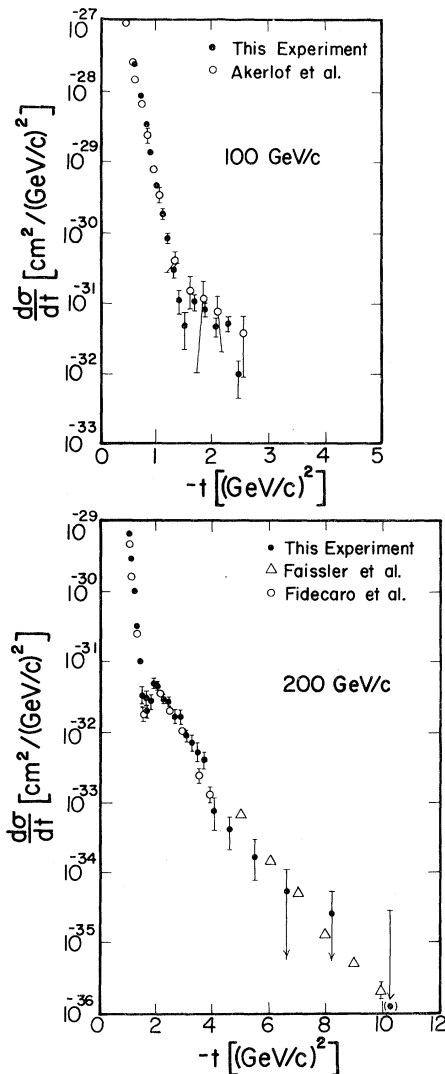 10^-27
10^-28
10^-29
10^-30
10^-31
10^-32
10^-33
dσ/dt [cm²/(GeV/c)²]
• This Experiment
○ Akerlof et al.
100 GeV/c
0 1 2 3 4 5
-t [(GeV/c)²]
10^-29
10^-30
10^-31
10^-32
10^-33
10^-34
10^-35
10^-36
dσ/dt [cm²/(GeV/c)²]
• This Experiment
△ Faissler et al.
○ Fidecaro et al.
200 GeV/c
(•)
0 2 4 6 8 10 12
-t [(GeV/c)²]